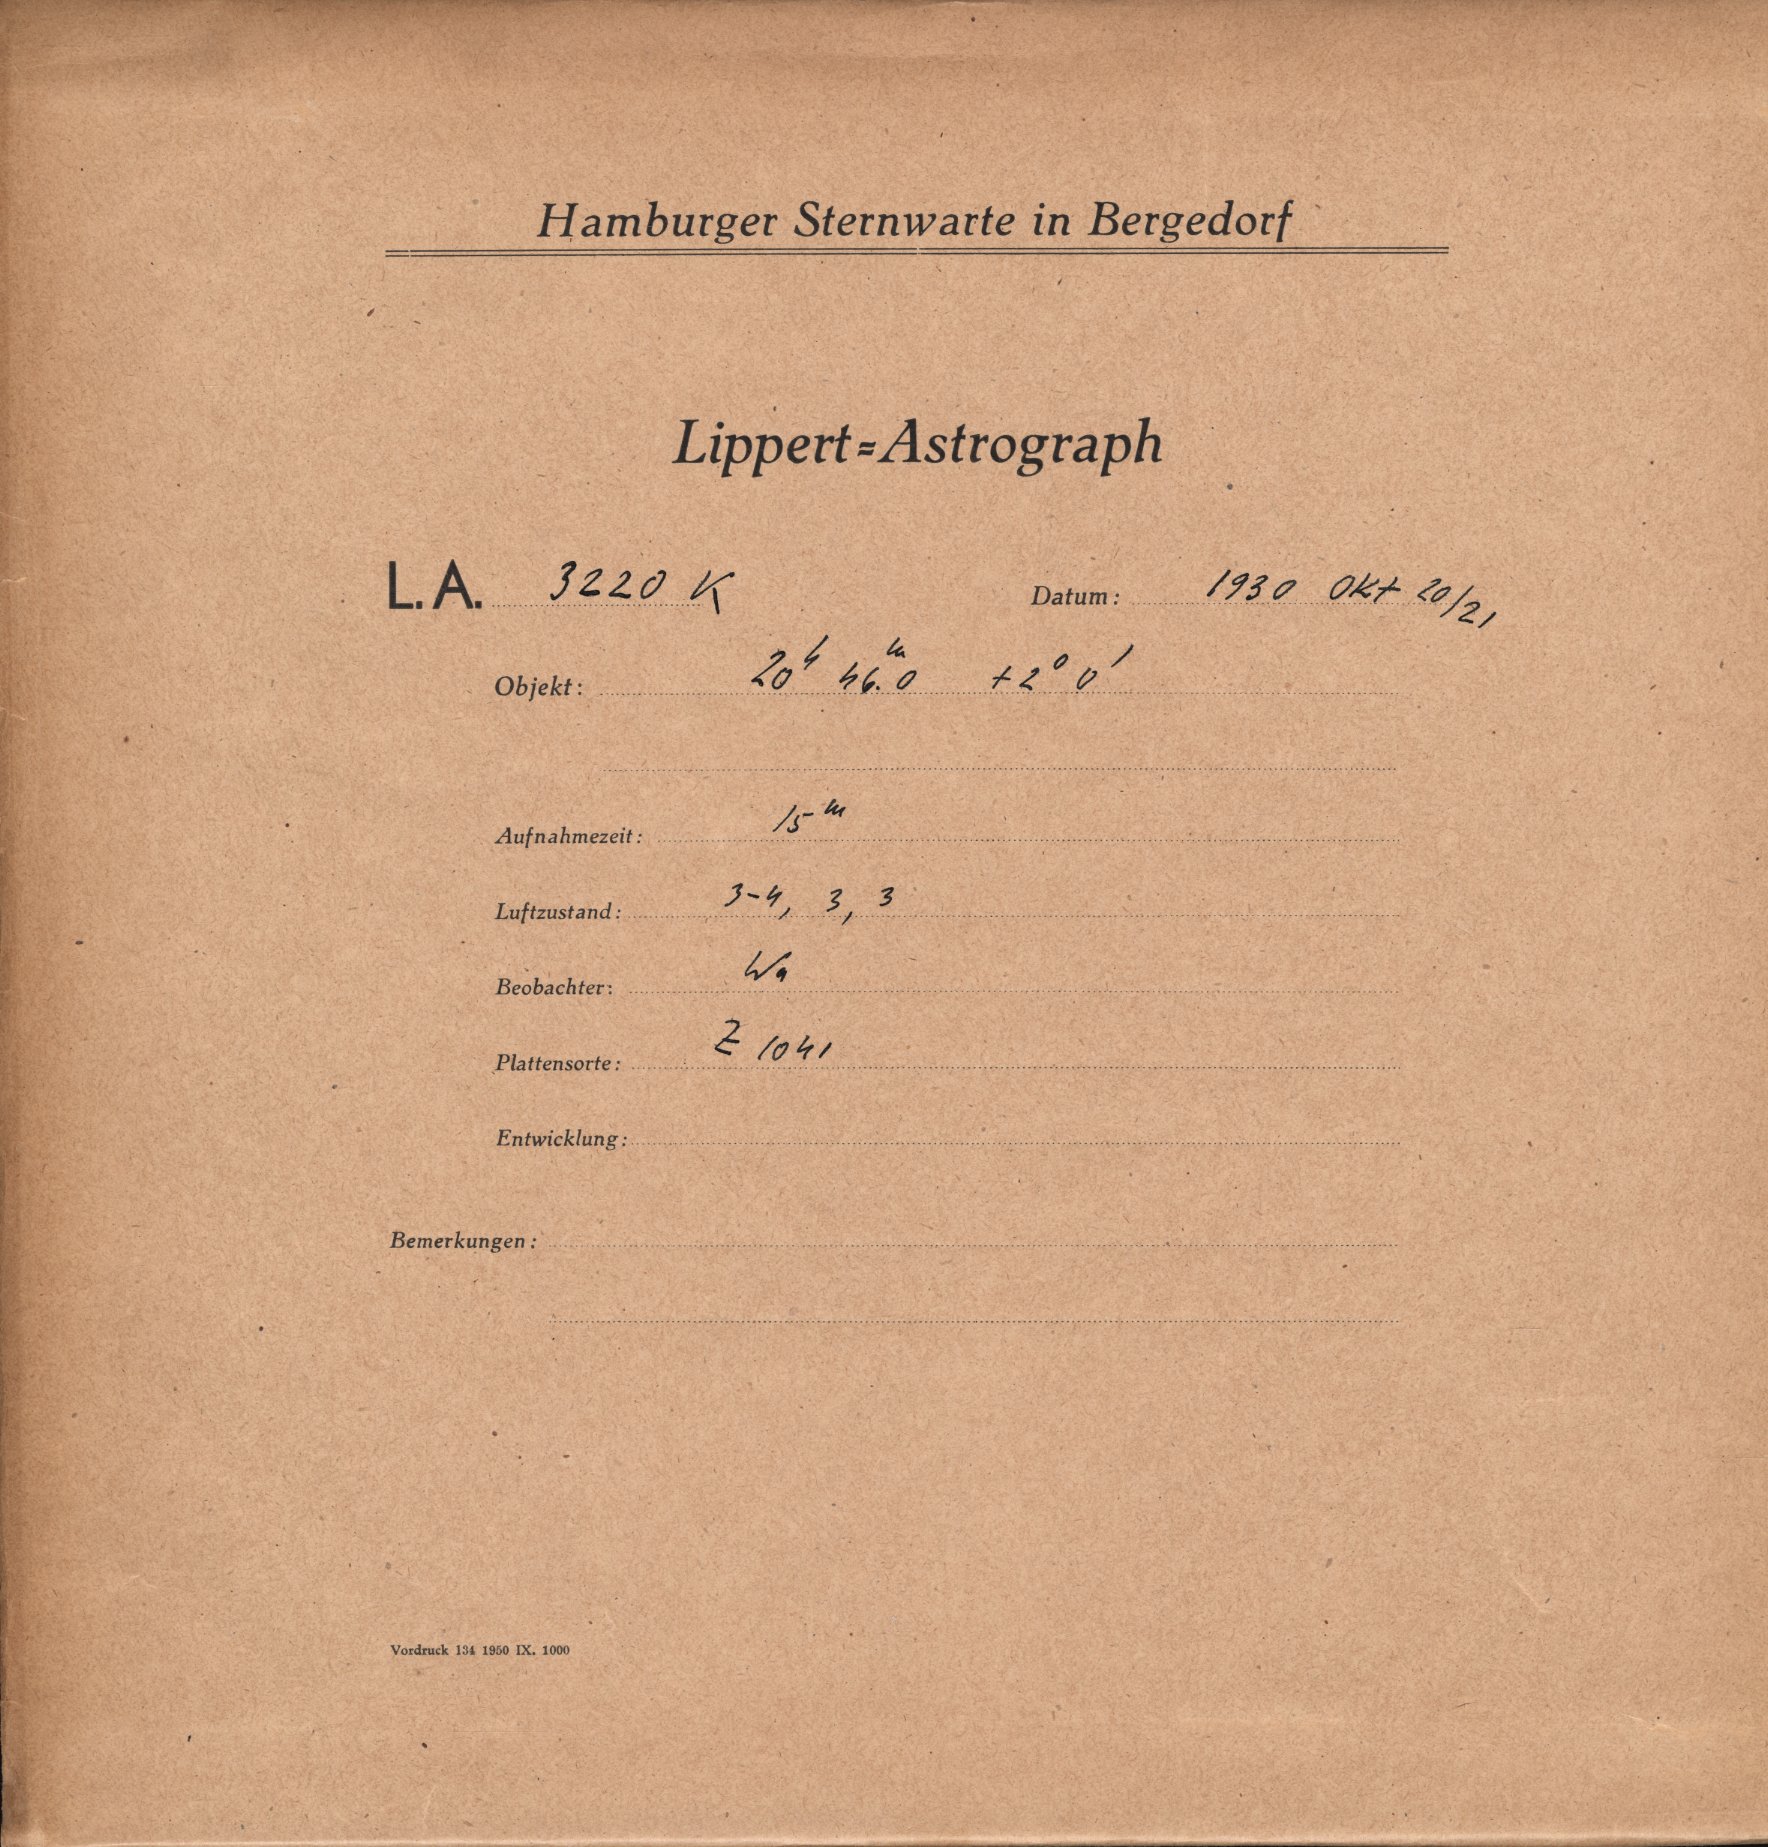 Hamburger Sternwarte in Bergedorf
Lippert=Astrograph
L.A. 3220 K Datum: 1930 Okt 20/21
Objekt: 20h 46.m0 +2° 0'
Aufnahmezeit: 15m
Luftzustand: 3-4, 3, 3
Beobachter: Wa
Plattensorte: Z 1041
Entwicklung:
Bemerkungen:
Vordruck 134 1950 IX. 1000